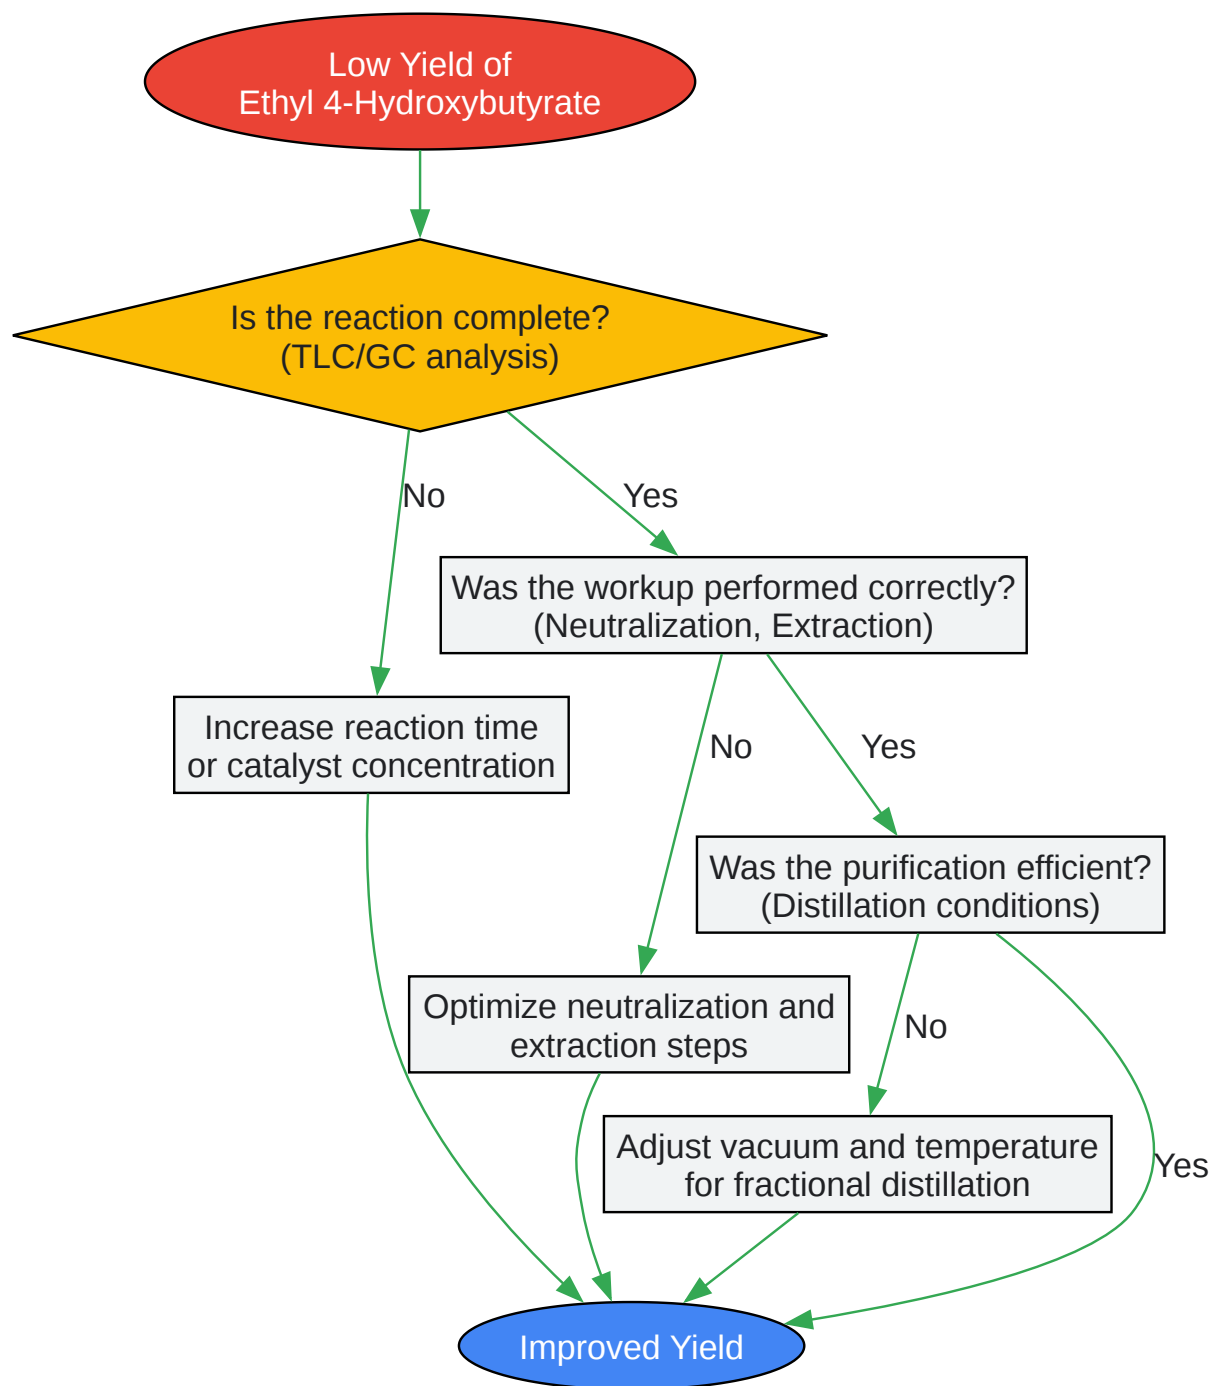 Low Yield of
Ethyl 4-Hydroxybutyrate
Is the reaction complete?
(TLC/GC analysis)
No
Yes
Was the workup performed correctly?
(Neutralization, Extraction)
Increase reaction time
or catalyst concentration
No
Yes
Was the purification efficient?
(Distillation conditions)
Optimize neutralization and
extraction steps
No
Adjust vacuum and temperature
for fractional distillation
Yes
Improved Yield